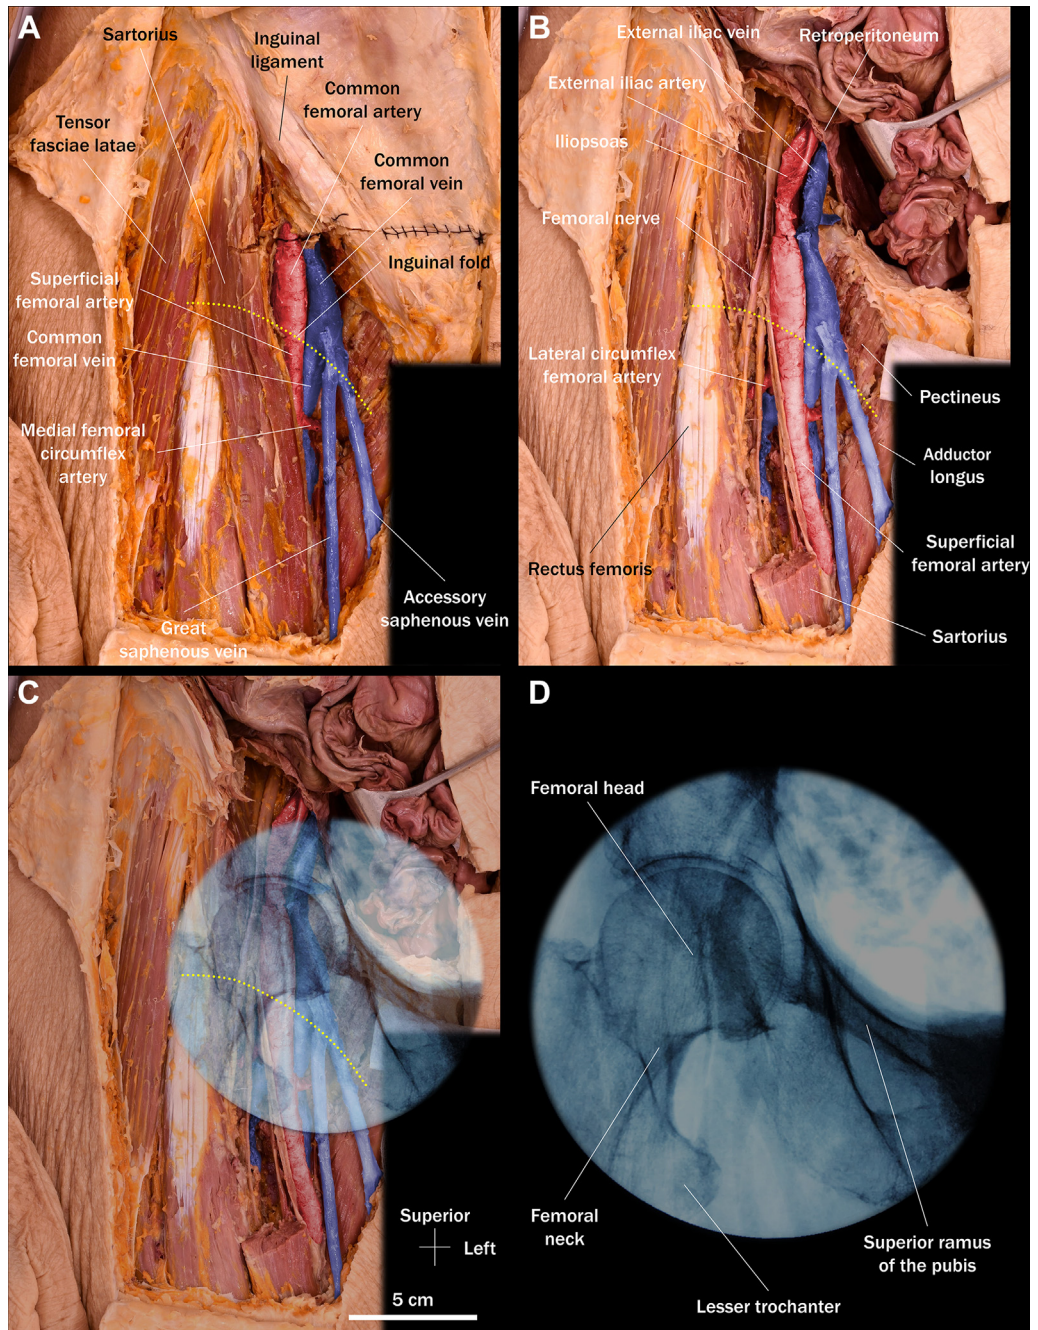 A
Sartorius
Inguinal
ligament
Common
femoral artery
Tensor
fasciae latae
Common
femoral vein
Inguinal fold
Superficial
femoral artery
Common
femoral vein
Medial femoral
circumflex
artery
Accessory
saphenous vein
Great
saphenous vein
B
External iliac vein
Retroperitoneum
External iliac artery
Iliopsoas
Femoral nerve
Lateral circumflex
femoral artery
Pectineus
Adductor
longus
Superficial
femoral artery
Rectus femoris
Sartorius
C
Superior
Left
5 cm
D
Femoral head
Femoral
neck
Superior ramus
of the pubis
Lesser trochanter